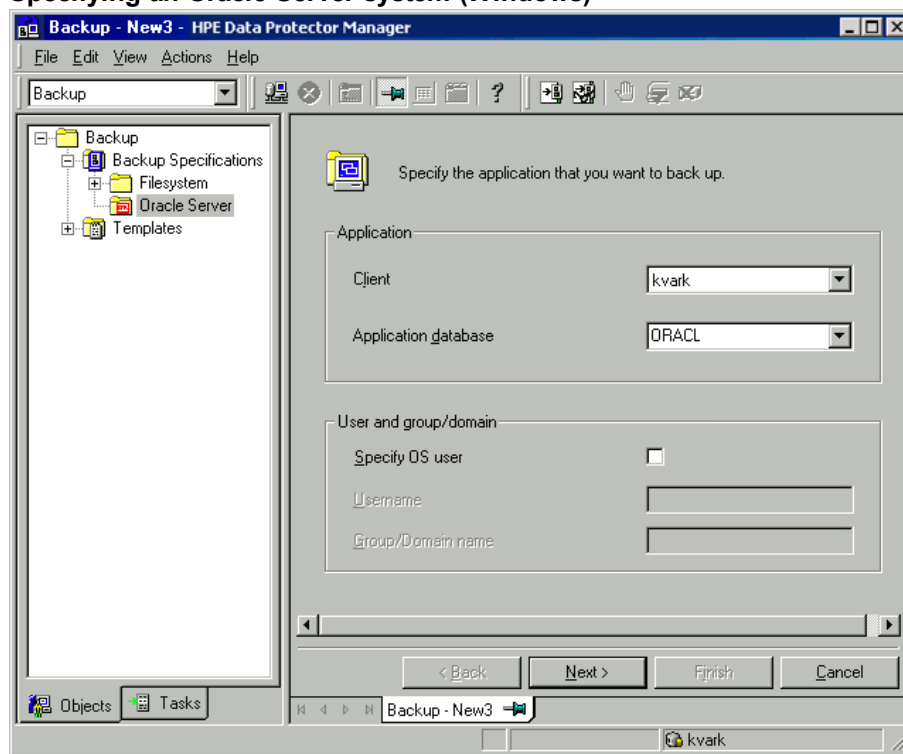 Specifying an Oracle Server system (Windows)
Backup - New3 - HPE Data Protector Manager
File Edit View Actions Help
Backup
Backup
Backup Specifications
Filesystem
Oracle Server
Templates
Specify the application that you want to back up.
Application
Client
kvark
Application database
ORACL
User and group/domain
Specify OS user
Username
Group/Domain name
< Back
Next >
Finish
Cancel
Objects
Tasks
Backup - New3
kvark